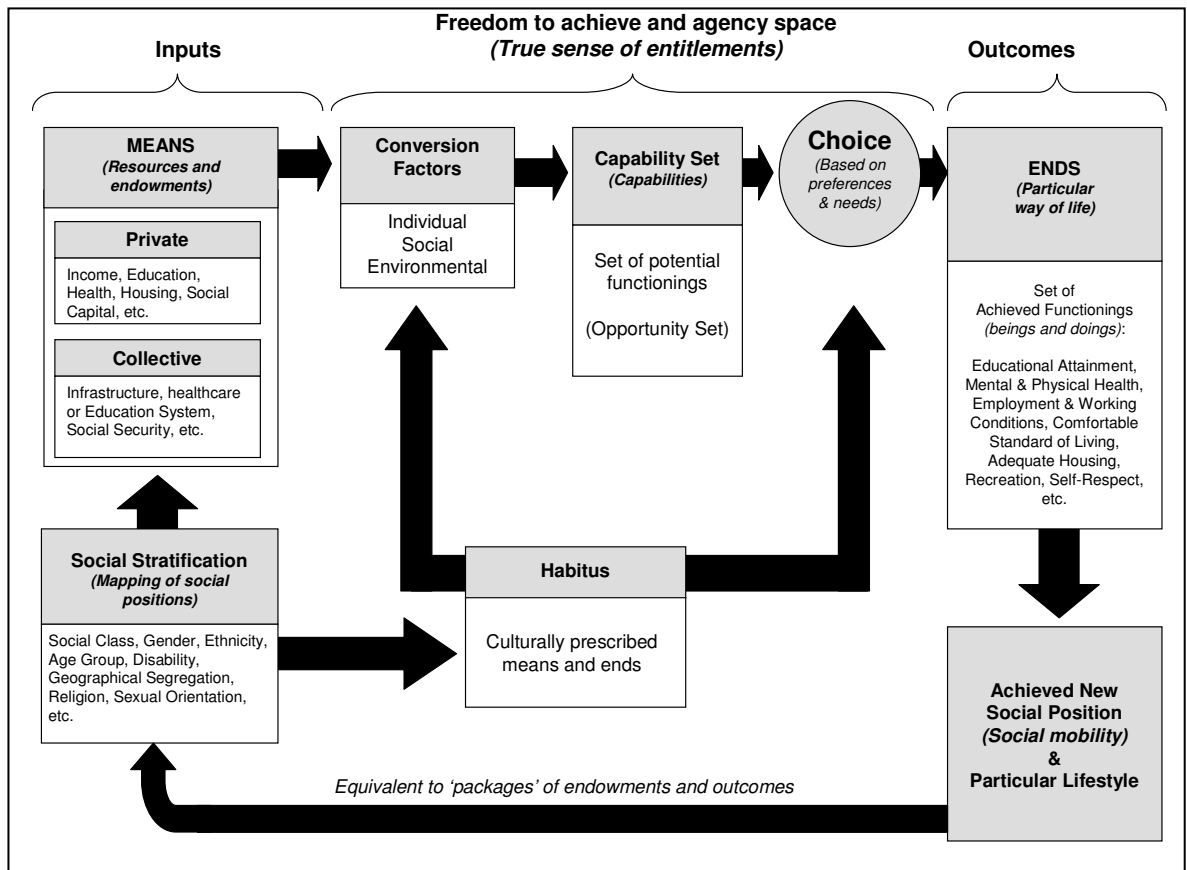 Freedom to achieve and agency space
(True sense of entitlements)
Inputs
Outcomes
MEANS
(Resources and
endowments)
Private
Income, Education,
Health, Housing, Social
Capital, etc.
Collective
Infrastructure, healthcare
or Education System,
Social Security, etc.
Conversion
Factors
Individual
Social
Environmental
Capability Set
(Capabilities)
Set of potential
functionings
(Opportunity Set)
Choice
(Based on
preferences
& needs)
ENDS
(Particular
way of life)
Set of
Achieved Functionings
(beings and doings):
Educational Attainment,
Mental & Physical Health,
Employment & Working
Conditions, Comfortable
Standard of Living,
Adequate Housing,
Recreation, Self-Respect,
etc.
Social Stratification
(Mapping of social
positions)
Social Class, Gender, Ethnicity,
Age Group, Disability,
Geographical Segregation,
Religion, Sexual Orientation,
etc.
Habitus
Culturally prescribed
means and ends
Achieved New
Social Position
(Social mobility)
&
Particular Lifestyle
Equivalent to ‘packages’ of endowments and outcomes